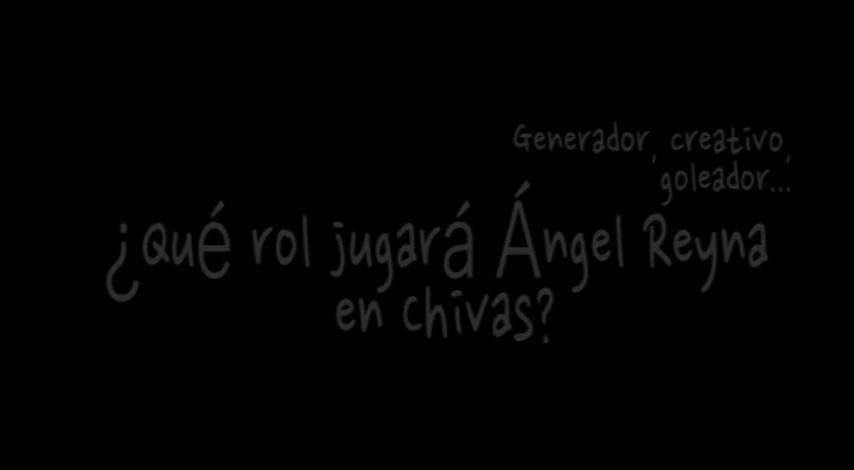 Generador, creativo,
goleador...
¿Qué rol jugará Ángel Reyna
en chivas?